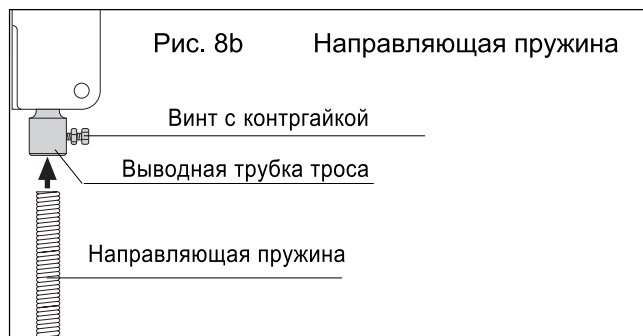 Рис. 8b Направляющая пружина
Винт с контргайкой
Выводная трубка троса
Направляющая пружина